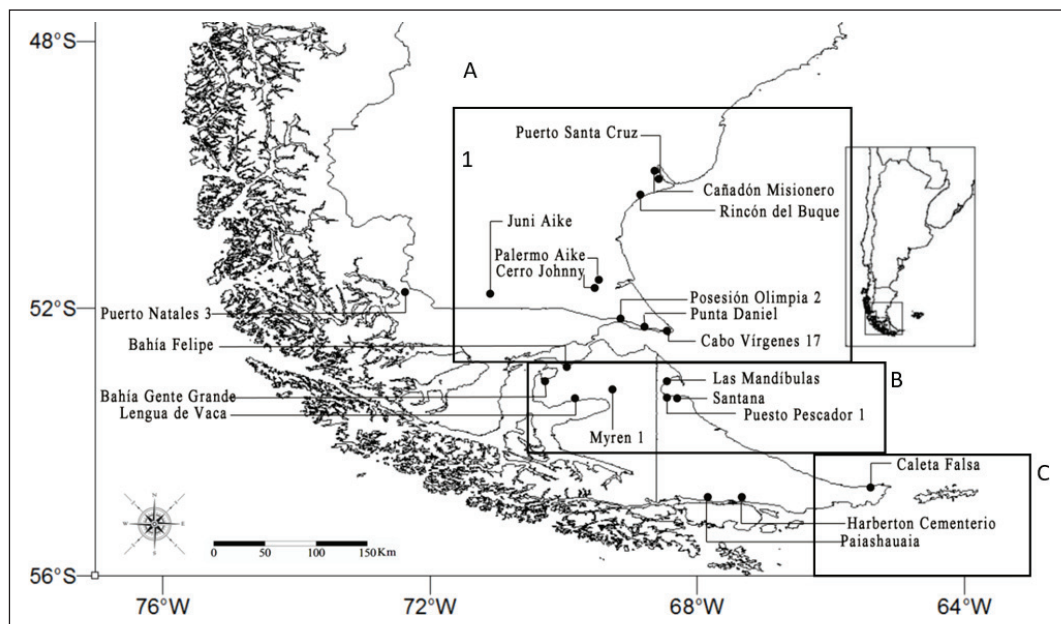 48°S
A
Puerto Santa Cruz
1
Cañadón Misionero
Rincón del Buque
Juni Aike
Palermo Aike
Cerro Johnny
52°S
Puerto Natales 3
Posesión Olimpia 2
Punta Daniel
Cabo Vírgenes 17
Bahía Felipe
B
Las Mandíbulas
Bahía Gente Grande
Santana
Lengua de Vaca
Puesto Pescador 1
Myren 1
Caleta Falsa
C
N
W
E
S
Harberton Cementerio
Paiashauaia
0 50 100 150 Km
56°S
76°W
72°W
68°W
64°W